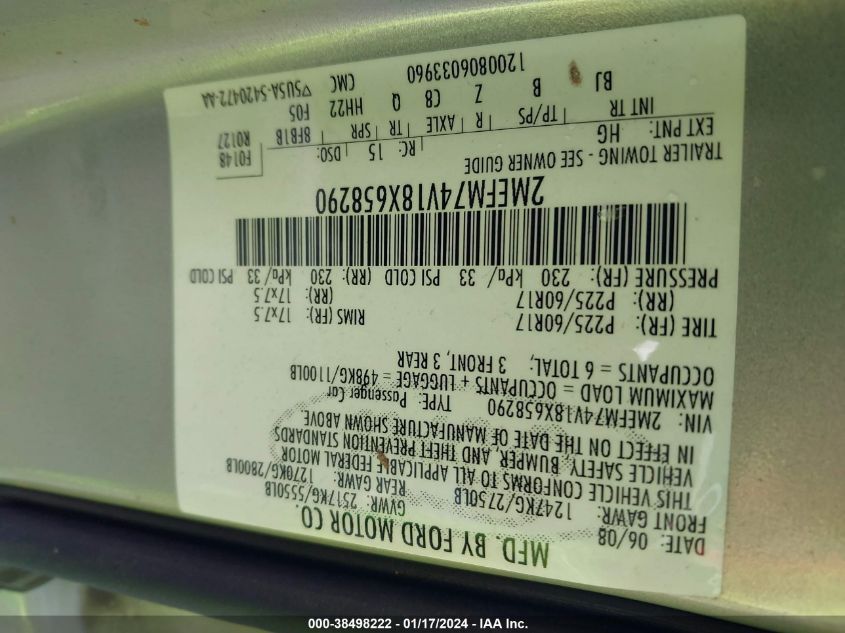 MFD. BY FORD MOTOR CO.
DATE: 06/08 GVWR: 2517KG/5550LB
FRONT GAWR: 1247KG/2750LB REAR GAWR: 1270KG/2800LB
THIS VEHICLE CONFORMS TO ALL APPLICABLE FEDERAL MOTOR
VEHICLE SAFETY, BUMPER, AND THEFT PREVENTION STANDARDS
IN EFFECT ON THE DATE OF MANUFACTURE SHOWN ABOVE.
VIN: 2MEFM74V18X658290 TYPE: Passenger Car
MAXIMUM LOAD = OCCUPANTS + LUGGAGE = 498KG/1100LB
OCCUPANTS = 6 TOTAL: 3 FRONT, 3 REAR
TIRE (FR): P225/60R17 RIMS (FR): 17x7.5
(RR): P225/60R17 (RR): 17x7.5
PRESSURE (FR): 230 kPa/ 33 PSI COLD (RR): 230 kPa/ 33 PSI COLD
2MEFM74V18X658290
TRAILER TOWING - SEE OWNER GUIDE F0148
EXT PNT: HG RC: 15 DSO: R0127
INT TR TP/PS R AXLE TR SPR 8FB1B F05
BJ B Z C8 Q HH22
1200806033960 CMC ▽5USA-5420472-AA
000-38498222 - 01/17/2024 - IAA Inc.